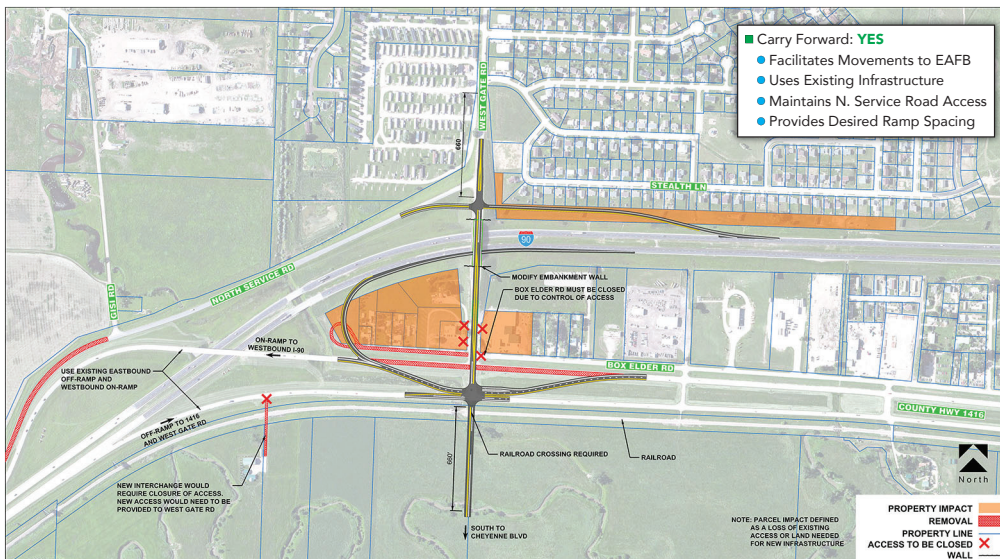 Carry Forward: YES
Facilitates Movements to EAFB
Uses Existing Infrastructure
Maintains N. Service Road Access
Provides Desired Ramp Spacing
WEST GATE RD
660'
STEALTH LN
90
NORTH SERVICE RD
GISI RD
MODIFY EMBANKMENT WALL
BOX ELDER RD MUST BE CLOSED
DUE TO CONTROL OF ACCESS
ON-RAMP TO
WESTBOUND I-90
BOX ELDER RD
USE EXISTING EASTBOUND
OFF-RAMP AND
WESTBOUND ON-RAMP
COUNTY HWY 1416
OFF-RAMP TO 1416
AND WEST GATE RD
660'
RAILROAD CROSSING REQUIRED
RAILROAD
North
NEW INTERCHANGE WOULD
REQUIRE CLOSURE OF ACCESS.
NEW ACCESS WOULD NEED TO BE
PROVIDED TO WEST GATE RD
SOUTH TO
CHEYENNE BLVD
NOTE: PARCEL IMPACT DEFINED
AS A LOSS OF EXISTING
ACCESS OR LAND NEEDED
FOR NEW INFRASTRUCTURE
PROPERTY IMPACT
REMOVAL
PROPERTY LINE
ACCESS TO BE CLOSED
WALL